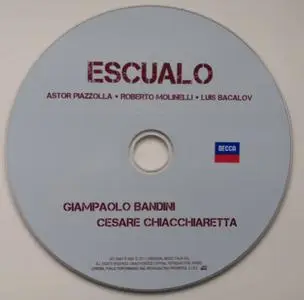 ESCUALO
ASTOR PIAZZOLLA • ROBERTO MOLINELLI • LUIS BACALOV
DECCA
GIAMPAOLO BANDINI
CESARE CHIACCHIARETTA